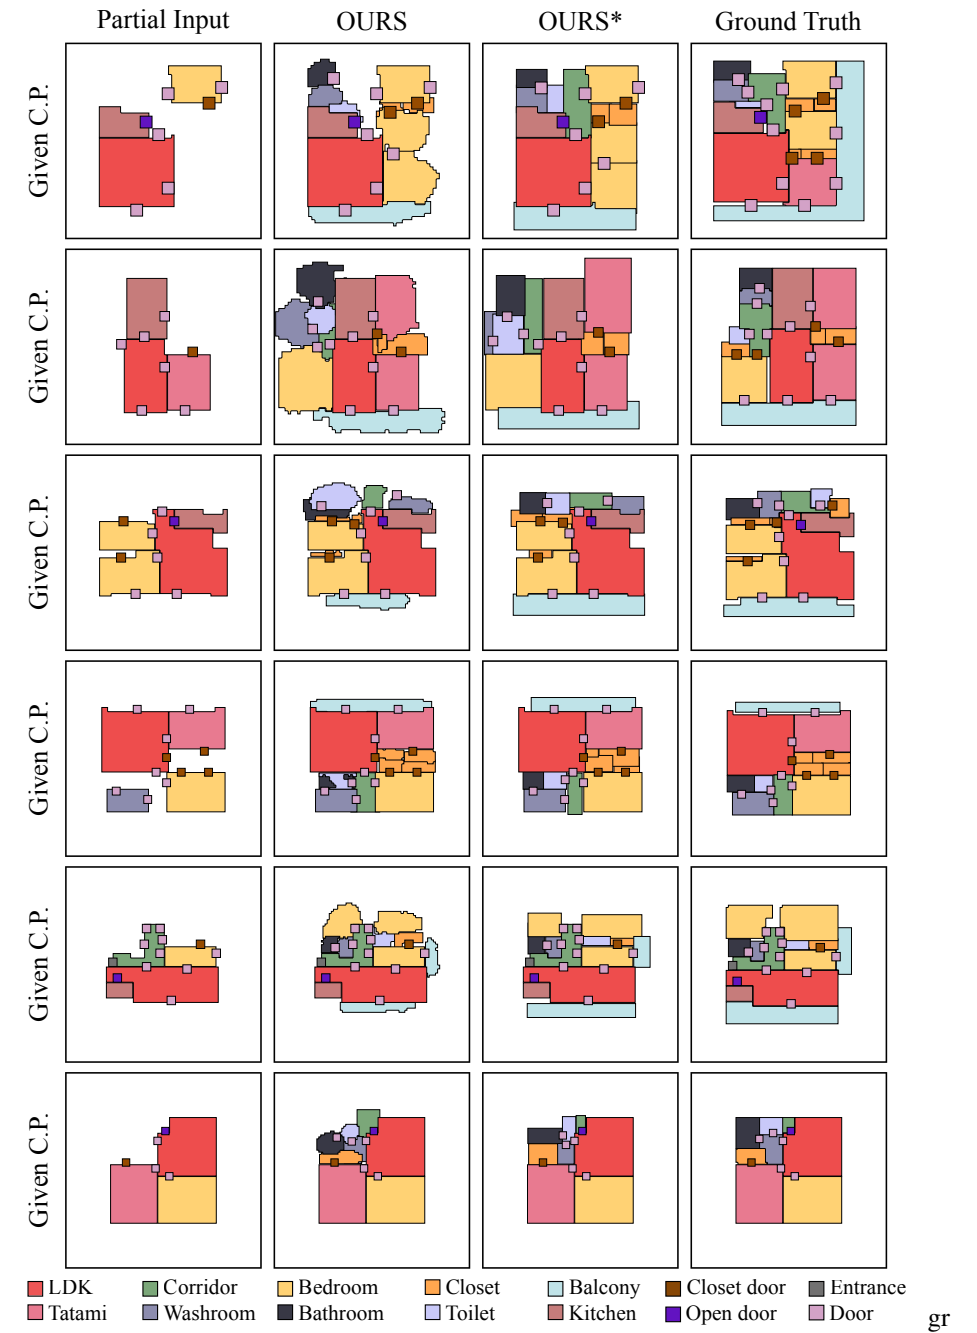 Partial Input OURS OURS* Ground Truth
Given C.P.
Given C.P.
Given C.P.
Given C.P.
Given C.P.
Given C.P.
LDK Corridor Bedroom Closet Balcony Closet door Entrance
Tatami Washroom Bathroom Toilet Kitchen Open door Door
gr